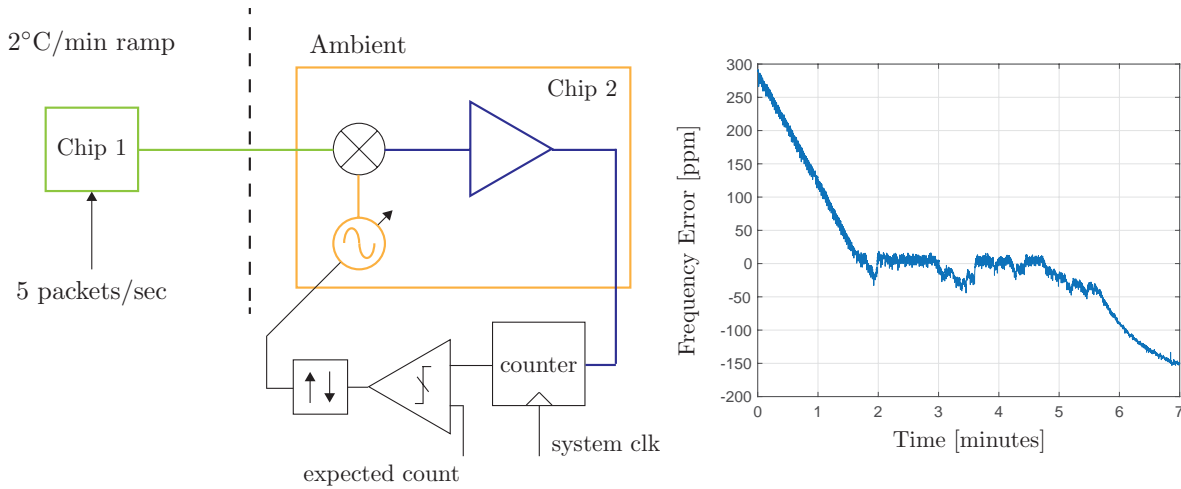 2°C/min ramp
Ambient
Chip 2
Chip 1
5 packets/sec
counter
system clk
expected count
300
250
200
150
100
50
0
-50
-100
-150
-200
0 1 2 3 4 5 6 7
Frequency Error [ppm]
Time [minutes]